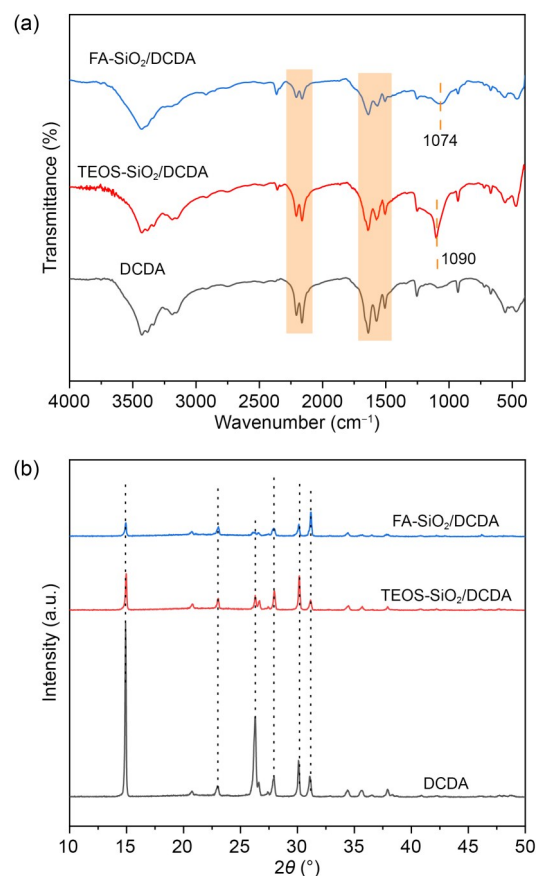 (a)
FA-SiO₂/DCDA
1074
TEOS-SiO₂/DCDA
1090
DCDA
Transmittance (%)
4000 3500 3000 2500 2000 1500 1000 500
Wavenumber (cm⁻¹)
(b)
FA-SiO₂/DCDA
TEOS-SiO₂/DCDA
DCDA
Intensity (a.u.)
10 15 20 25 30 35 40 45 50
2θ (°)